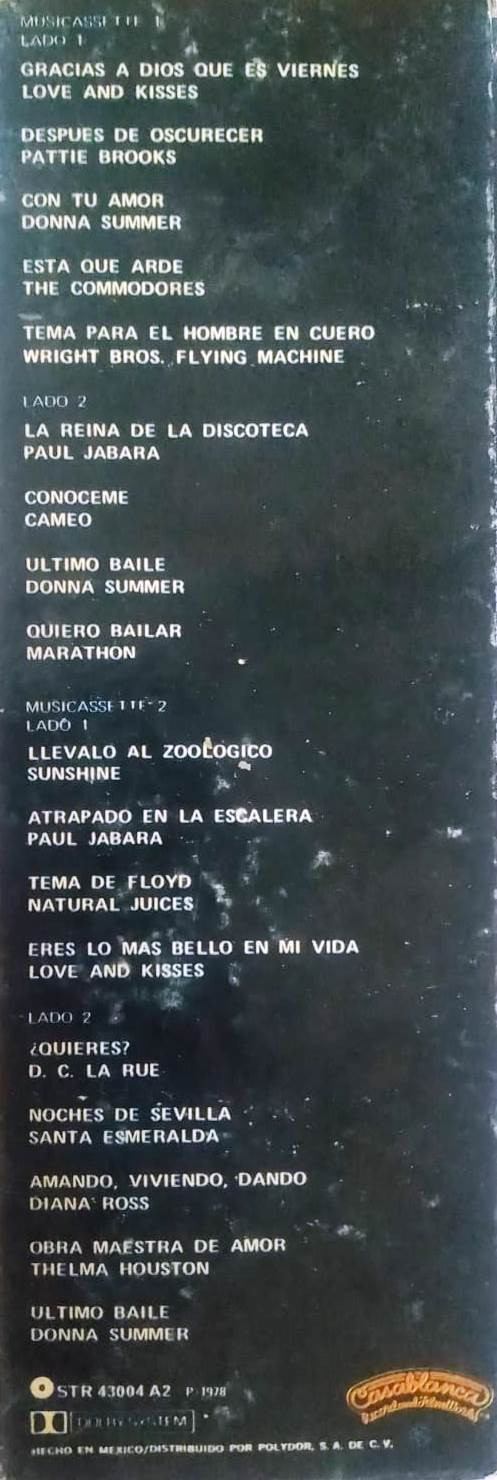 MUSICASSETTE 1
LADO 1
GRACIAS A DIOS QUE ES VIERNES
LOVE AND KISSES
DESPUES DE OSCURECER
PATTIE BROOKS
CON TU AMOR
DONNA SUMMER
ESTA QUE ARDE
THE COMMODORES
TEMA PARA EL HOMBRE EN CUERO
WRIGHT BROS. FLYING MACHINE
LADO 2
LA REINA DE LA DISCOTECA
PAUL JABARA
CONOCEME
CAMEO
ULTIMO BAILE
DONNA SUMMER
QUIERO BAILAR
MARATHON
MUSICASSETTE 2
LADO 1
LLEVALO AL ZOOLOGICO
SUNSHINE
ATRAPADO EN LA ESCALERA
PAUL JABARA
TEMA DE FLOYD
NATURAL JUICES
ERES LO MAS BELLO EN MI VIDA
LOVE AND KISSES
LADO 2
¿QUIERES?
D. C. LA RUE
NOCHES DE SEVILLA
SANTA ESMERALDA
AMANDO, VIVIENDO, DANDO
DIANA ROSS
OBRA MAESTRA DE AMOR
THELMA HOUSTON
ULTIMO BAILE
DONNA SUMMER
STR 43004 A2 P 1978
DOLBY SYSTEM
Casablanca
Record and FilmWorks
HECHO EN MEXICO/DISTRIBUIDO POR POLYDOR, S. A. DE C. V.